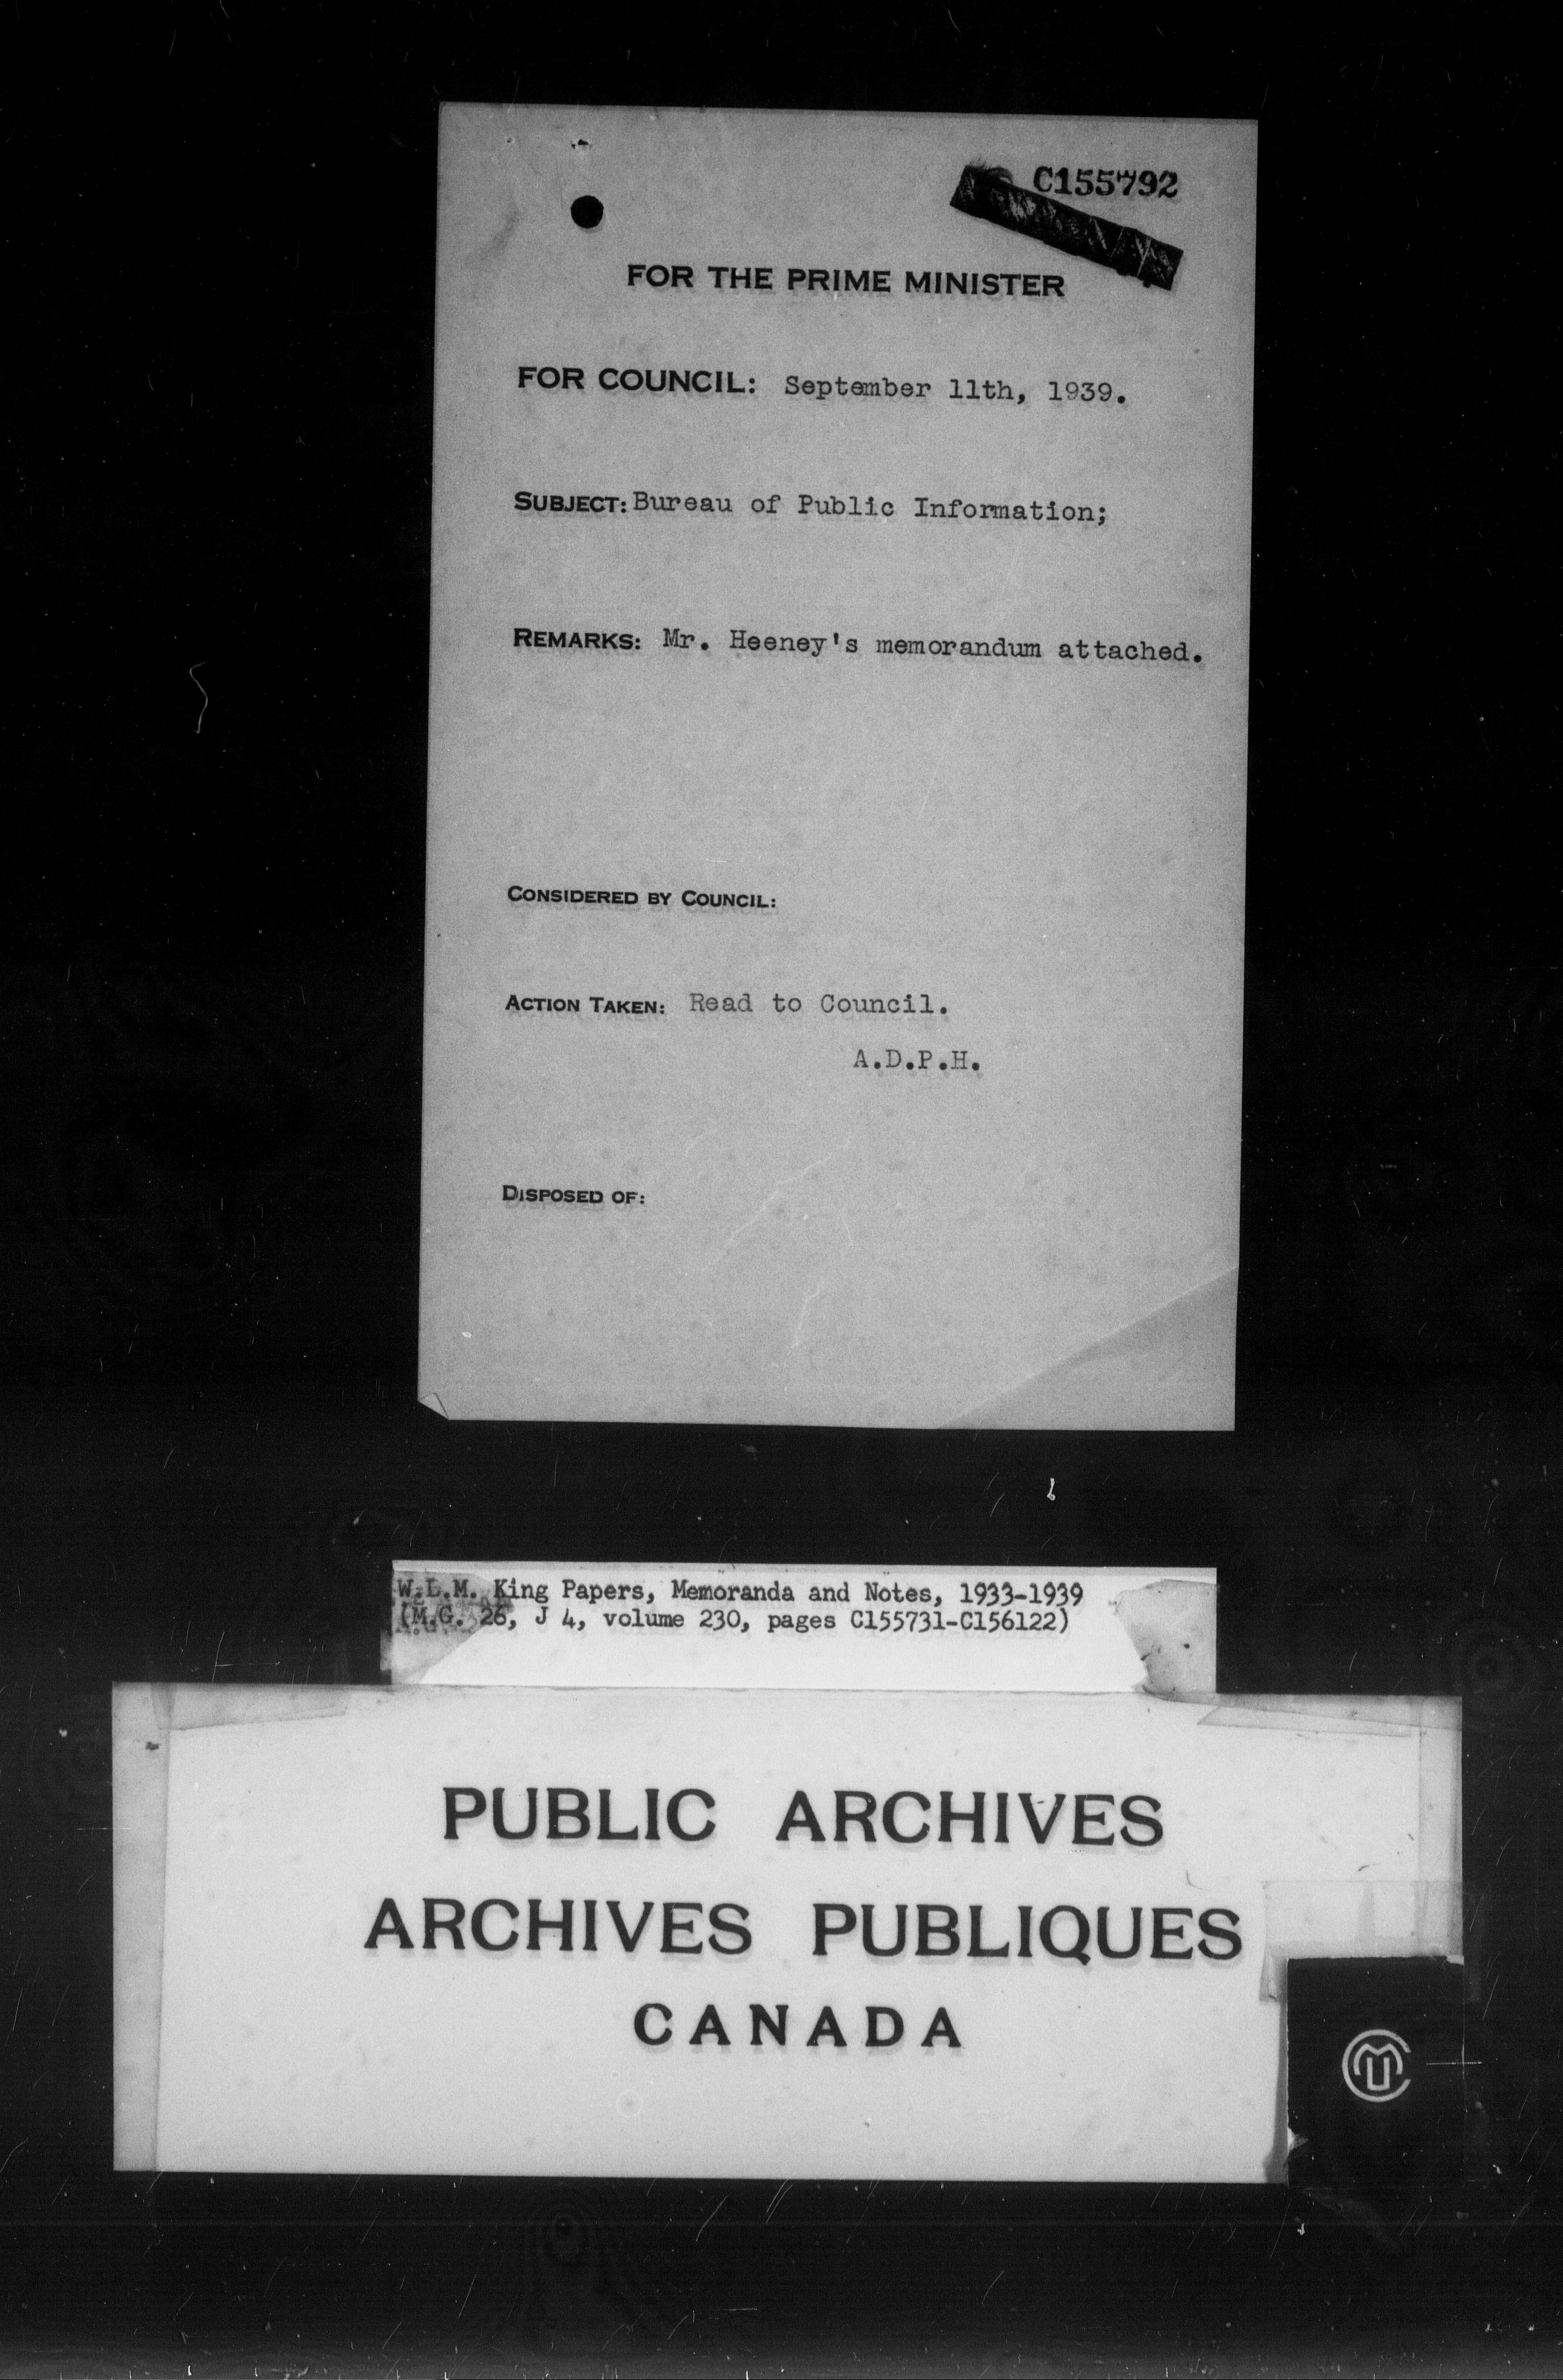 C155792
FOR THE PRIME MINISTER
FOR COUNCIL: September 11th, 1939.
SUBJECT: Bureau of Public Information;
REMARKS: Mr. Heeney's memorandum attached.
CONSIDERED BY COUNCIL:
ACTION TAKEN: Read to Council.
A.D.P.H.
DISPOSED OF:
W.L.M. King Papers, Memoranda and Notes, 1933-1939
(M.G. 26, J 4, volume 230, pages C155731-C156122)
PUBLIC ARCHIVES
ARCHIVES PUBLIQUES
CANADA